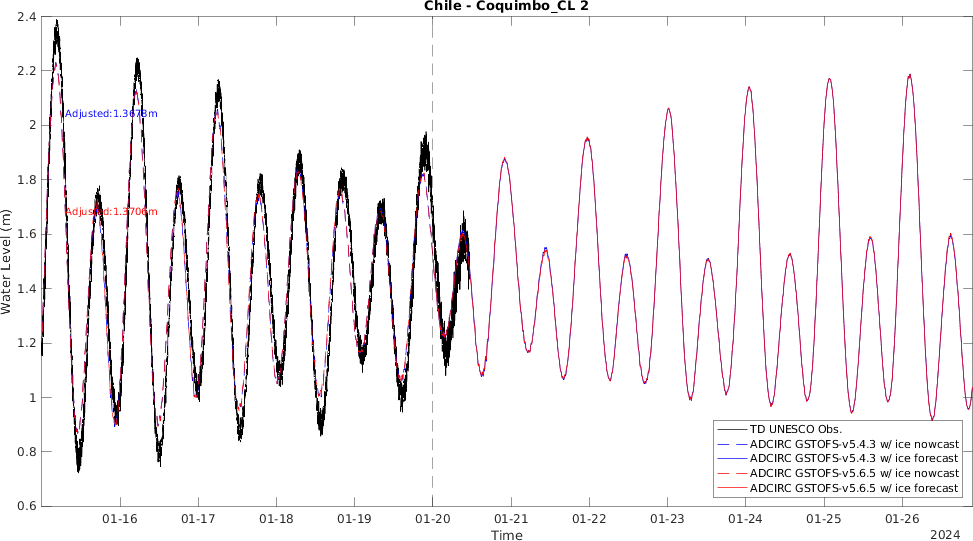 Chile - Coquimbo_CL 2
2.4
2.2
2
1.8
1.6
1.4
1.2
1
0.8
0.6
Water Level (m)
Adjusted:1.3673m
Adjusted:1.3706m
TD UNESCO Obs.
ADCIRC GSTOFS-v5.4.3 w/ ice nowcast
ADCIRC GSTOFS-v5.4.3 w/ ice forecast
ADCIRC GSTOFS-v5.6.5 w/ ice nowcast
ADCIRC GSTOFS-v5.6.5 w/ ice forecast
01-16 01-17 01-18 01-19 01-20 01-21 01-22 01-23 01-24 01-25 01-26
Time
2024